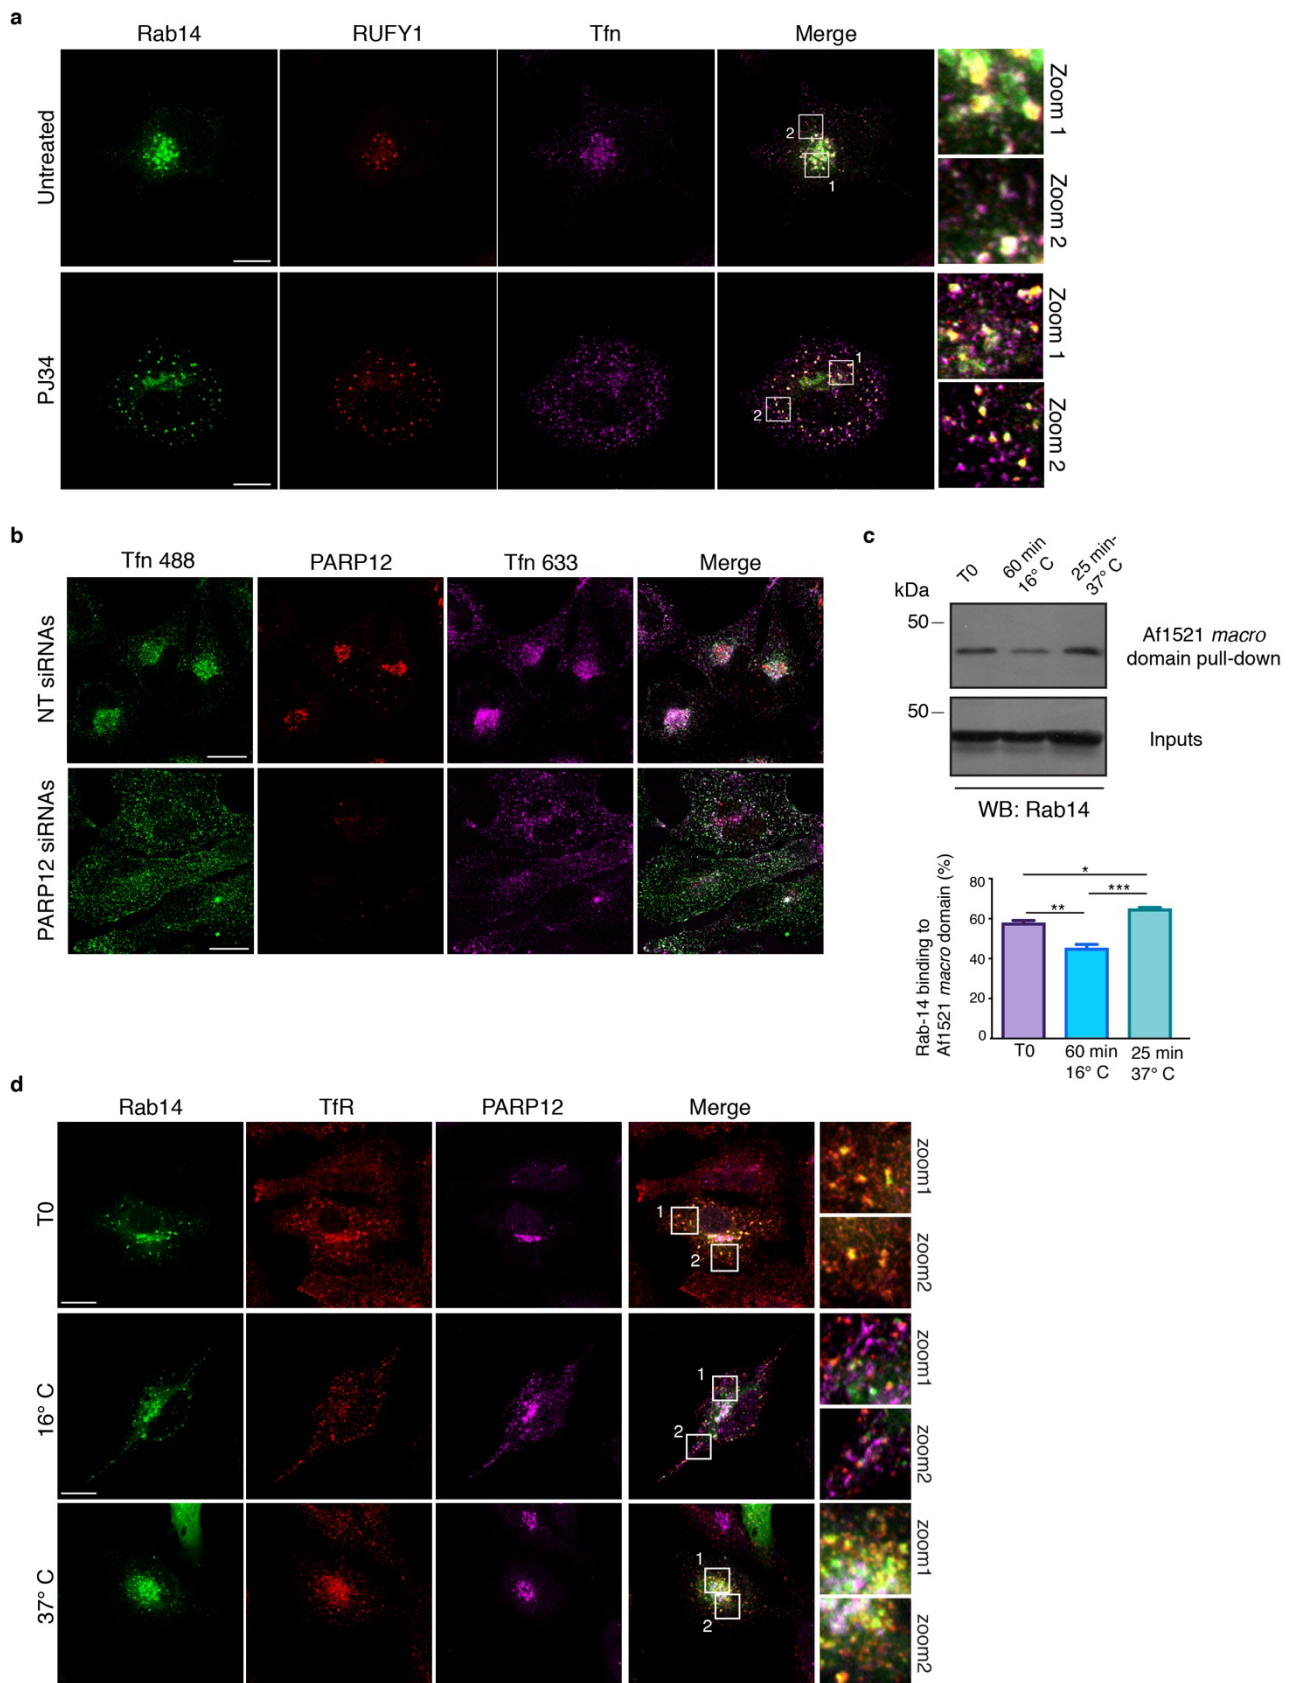 a
Rab14 RUFY1 Tfn Merge
Untreated
2
1
Zoom 1
Zoom 2
PJ34
1
2
Zoom 1
Zoom 2
b
Tfn 488 PARP12 Tfn 633 Merge
NT siRNAs
PARP12 siRNAs
c
T0
60 min
16° C
25 min-
37° C
kDa
50
Af1521 macro
domain pull-down
50
Inputs
WB: Rab14
Rab-14 binding to
Af1521 macro domain (%)
80
60
40
20
0
*
***
**
T0
60 min
16° C
25 min
37° C
d
Rab14 TfR PARP12 Merge
T0
1
2
zoom1
zoom2
16° C
1
2
zoom1
zoom2
37° C
1
2
zoom1
zoom2